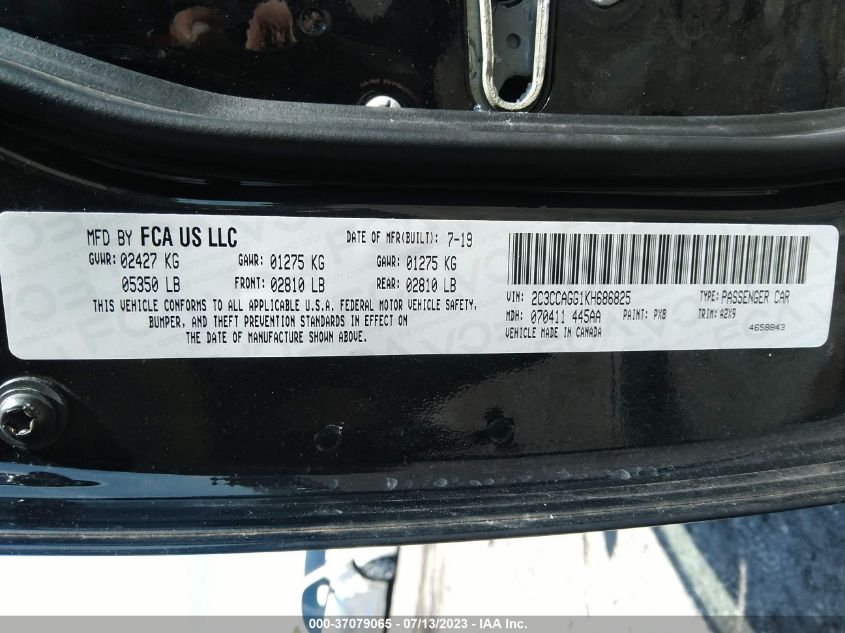 MFD BY FCA US LLC DATE OF MFR(BUILT): 7-19
GVWR: 02427 KG GAWR: 01275 KG GAWR: 01275 KG
05350 LB FRONT: 02810 LB REAR: 02810 LB
THIS VEHICLE CONFORMS TO ALL APPLICABLE U.S.A. FEDERAL MOTOR VEHICLE SAFETY,
BUMPER, AND THEFT PREVENTION STANDARDS IN EFFECT ON
THE DATE OF MANUFACTURE SHOWN ABOVE.
VIN: 2C3CCAGG1KH686825 TYPE: PASSENGER CAR
MDH: 070411 445AA PAINT: PX8 TRIM: A2X9
VEHICLE MADE IN CANADA 4658843
000-37079065 - 07/13/2023 - IAA Inc.